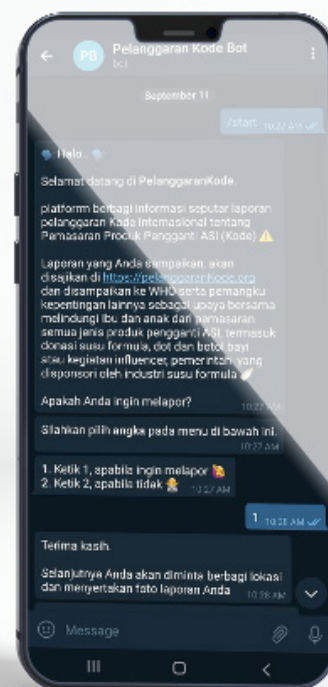 PB
Pelanggaran Kode Bot
bot
September 11
/start 10:27 AM
Halo..
Selamat datang di PelanggaranKode.
platform berbagi informasi seputar laporan
pelanggaran Kode Internasional tentang
Pemasaran Produk Pengganti ASI (Kode) ⚠️
Laporan yang Anda sampaikan, akan
disajikan di https://pelanggarankode.org
dan disampaikan ke WHO serta pemangku
kepentingan lainnya sebagai upaya bersama
melindungi Ibu dan anak dari pemasaran
semua jenis produk pengganti ASI, termasuk
donasi susu formula, dot dan botol bayi
atau kegiatan influencer, pemerintah yang
disponsori oleh industri susu formula
Apakah Anda ingin melapor?
10:27 AM
Silahkan pilih angka pada menu di bawah ini.
10:27 AM
1. Ketik 1, apabila ingin melapor
2. Ketik 2, apabila tidak 10:27 AM
1 10:28 AM
Terima kasih.
Selanjutnya Anda akan diminta berbagi lokasi
dan menyertakan foto laporan Anda 10:28 AM
Message